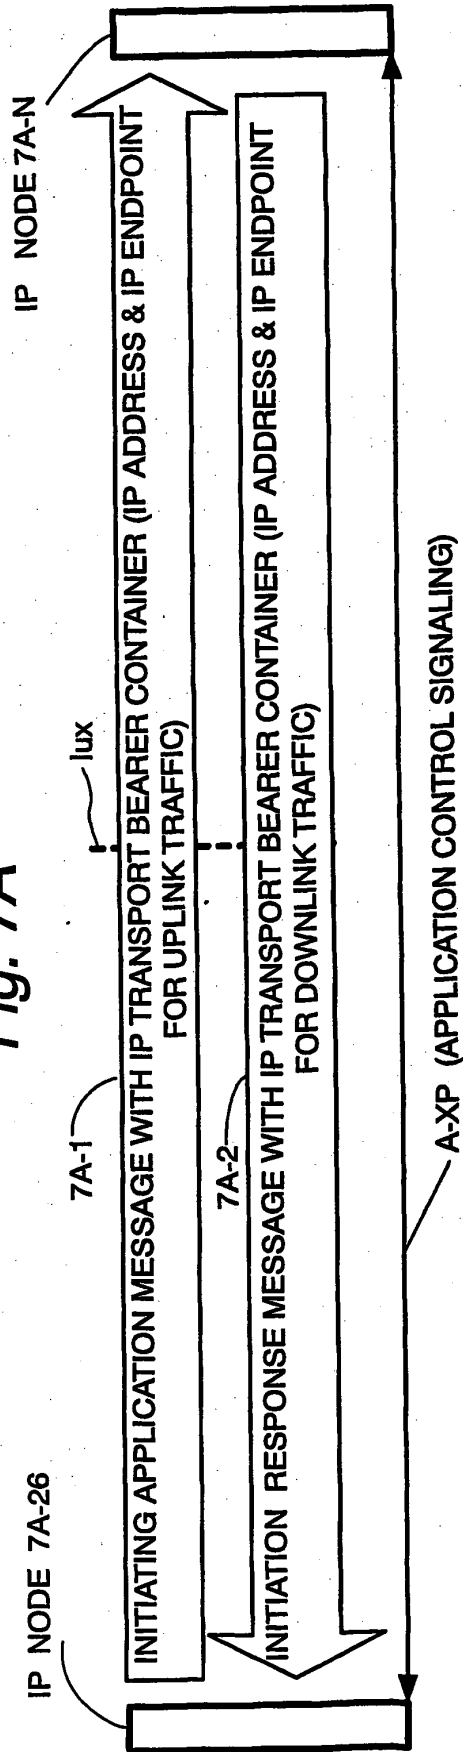 Fig. 7A
IP NODE 7A-26
IP NODE 7A-N
7A-1
Iux
INITIATING APPLICATION MESSAGE WITH IP TRANSPORT BEARER CONTAINER (IP ADDRESS & IP ENDPOINT
FOR UPLINK TRAFFIC)
7A-2
INITIATION RESPONSE MESSAGE WITH IP TRANSPORT BEARER CONTAINER (IP ADDRESS & IP ENDPOINT
FOR DOWNLINK TRAFFIC)
A-XP (APPLICATION CONTROL SIGNALING)